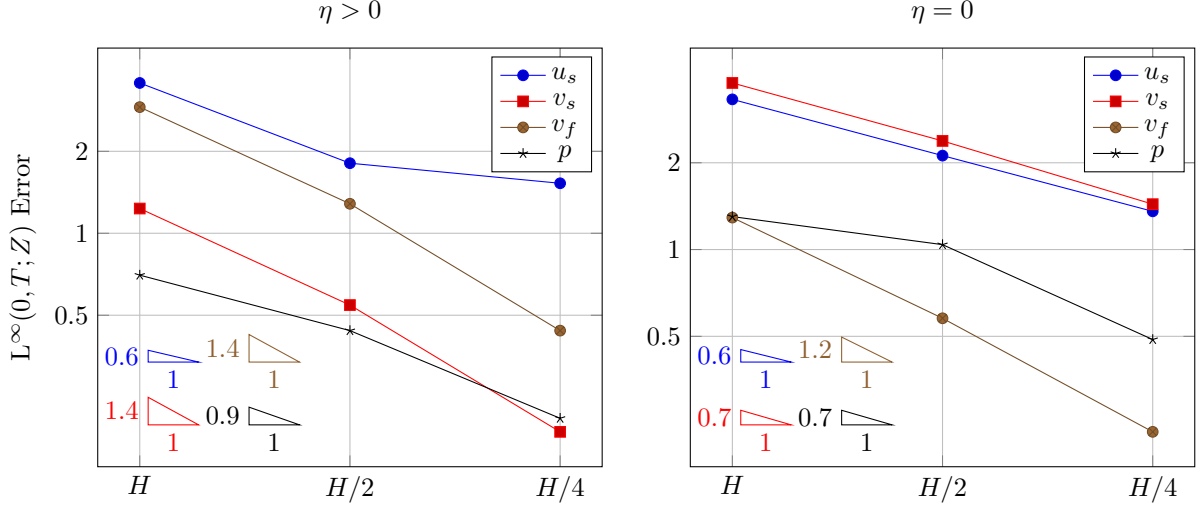 η > 0
L∞(0, T; Z) Error
2
1
0.5
u_s
v_s
v_f
p
0.6
1
1.4
1
1.4
1
0.9
1
H
H/2
H/4
η = 0
2
1
0.5
u_s
v_s
v_f
p
0.6
1
1.2
1
0.7
1
0.7
1
H
H/2
H/4